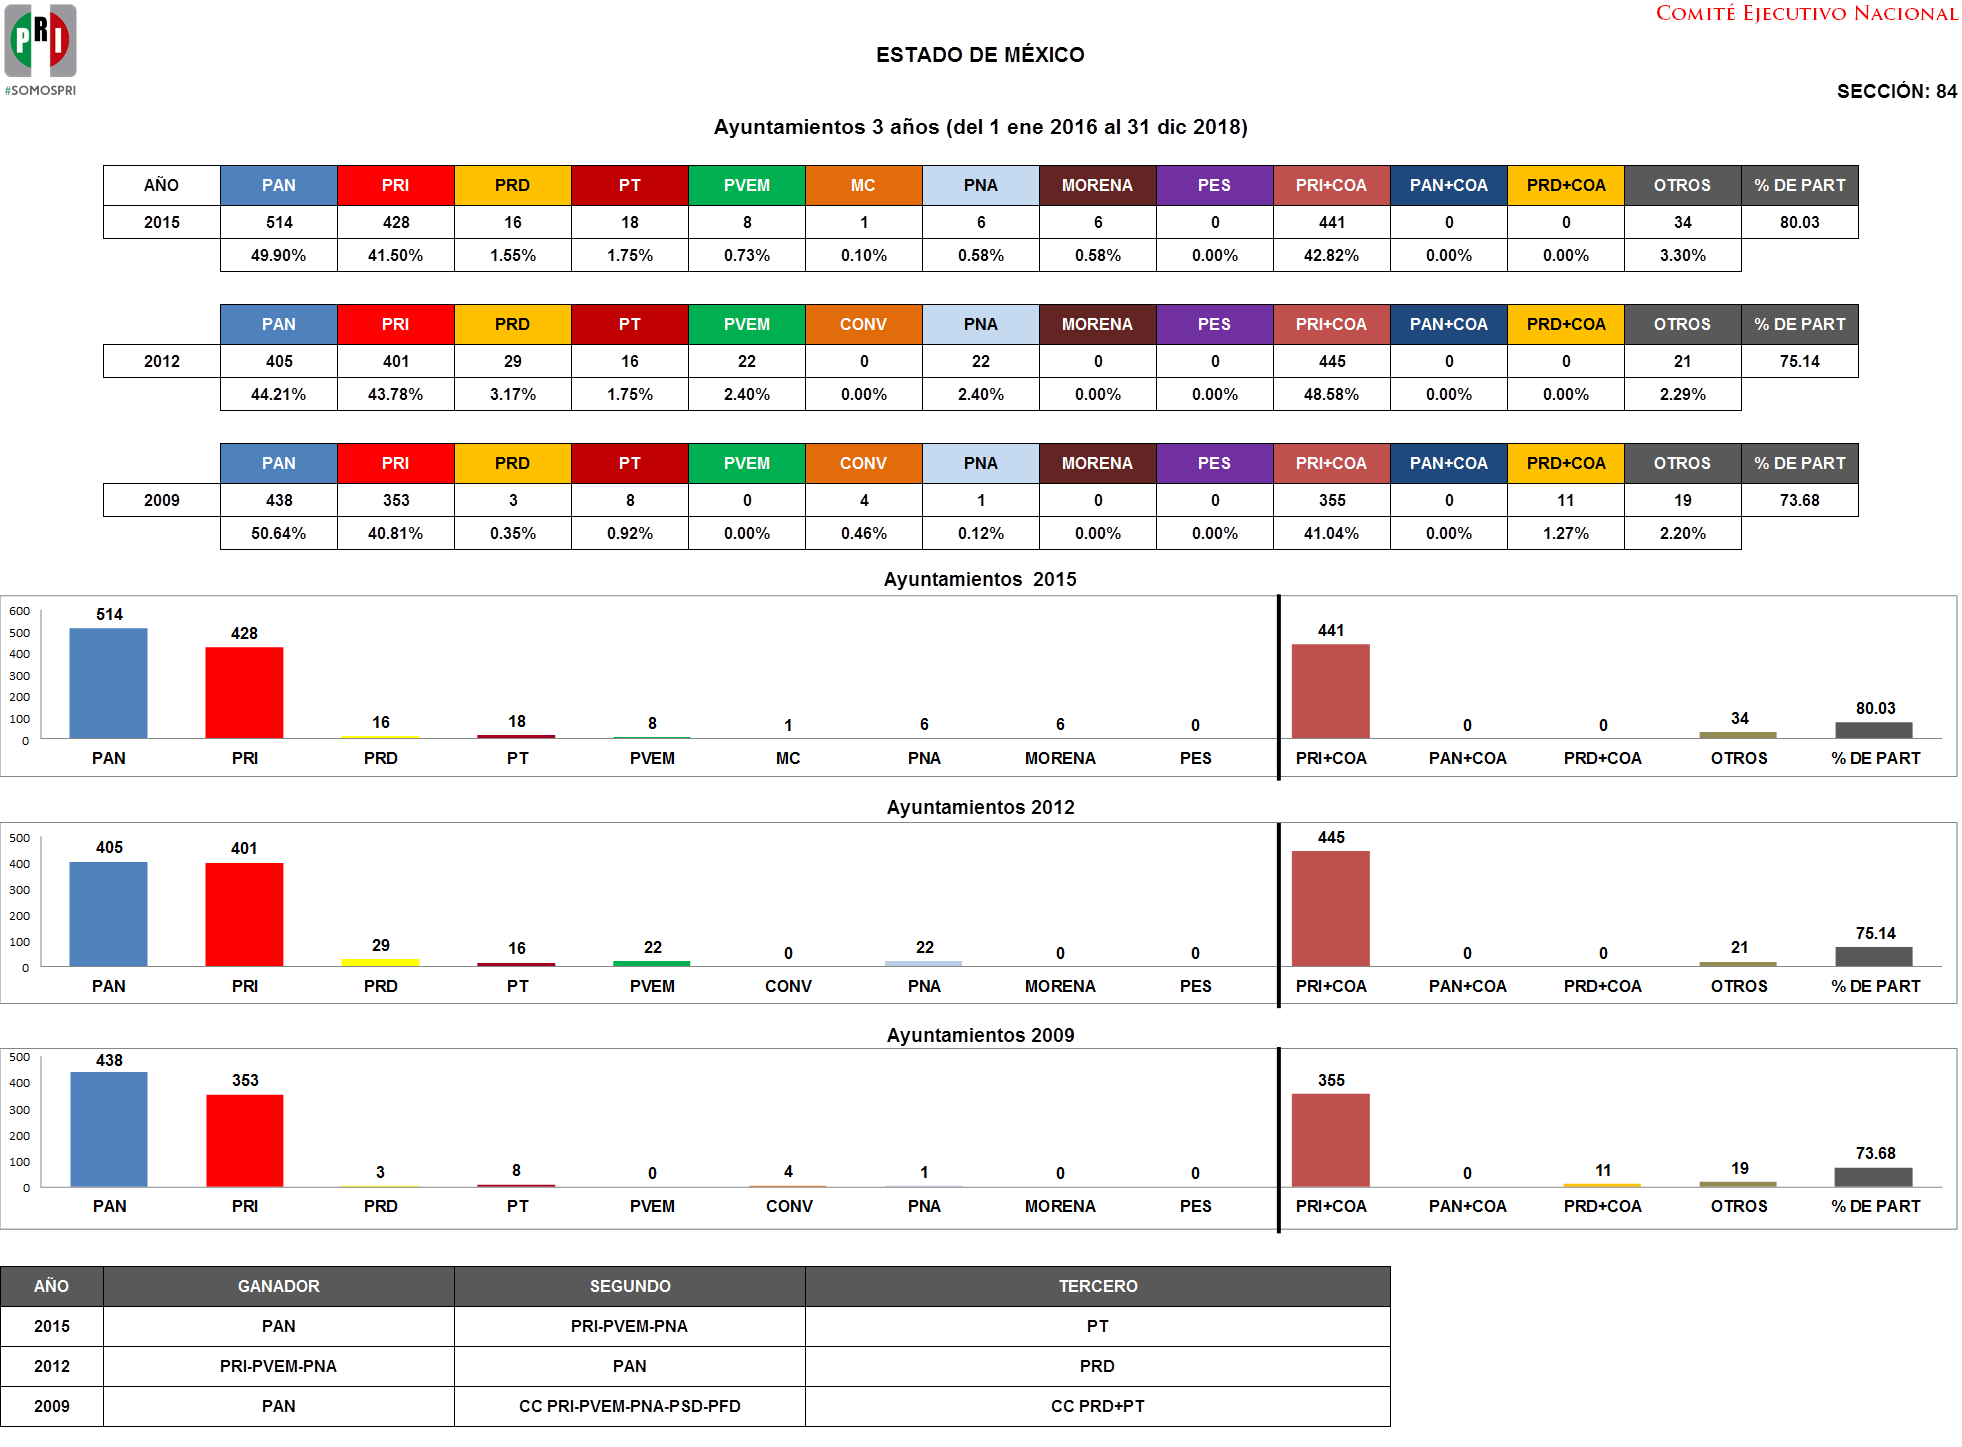 PRI
#SOMOSPRI
COMITÉ EJECUTIVO NACIONAL
ESTADO DE MÉXICO
SECCIÓN: 84
Ayuntamientos 3 años (del 1 ene 2016 al 31 dic 2018)
AÑO PAN PRI PRD PT PVEM MC PNA MORENA PES PRI+COA PAN+COA PRD+COA OTROS % DE PART
2015 514 428 16 18 8 1 6 6 0 441 0 0 34 80.03
49.90% 41.50% 1.55% 1.75% 0.73% 0.10% 0.58% 0.58% 0.00% 42.82% 0.00% 0.00% 3.30%
PAN PRI PRD PT PVEM CONV PNA MORENA PES PRI+COA PAN+COA PRD+COA OTROS % DE PART
2012 405 401 29 16 22 0 22 0 0 445 0 0 21 75.14
44.21% 43.78% 3.17% 1.75% 2.40% 0.00% 2.40% 0.00% 0.00% 48.58% 0.00% 0.00% 2.29%
PAN PRI PRD PT PVEM CONV PNA MORENA PES PRI+COA PAN+COA PRD+COA OTROS % DE PART
2009 438 353 3 8 0 4 1 0 0 355 0 11 19 73.68
50.64% 40.81% 0.35% 0.92% 0.00% 0.46% 0.12% 0.00% 0.00% 41.04% 0.00% 1.27% 2.20%
Ayuntamientos 2015
600
500
400
300
200
100
0
514 428 16 18 8 1 6 6 0 441 0 0 34 80.03
PAN PRI PRD PT PVEM MC PNA MORENA PES PRI+COA PAN+COA PRD+COA OTROS % DE PART
Ayuntamientos 2012
500
400
300
200
100
0
405 401 29 16 22 0 22 0 0 445 0 0 21 75.14
PAN PRI PRD PT PVEM CONV PNA MORENA PES PRI+COA PAN+COA PRD+COA OTROS % DE PART
Ayuntamientos 2009
500
400
300
200
100
0
438 353 3 8 0 4 1 0 0 355 0 11 19 73.68
PAN PRI PRD PT PVEM CONV PNA MORENA PES PRI+COA PAN+COA PRD+COA OTROS % DE PART
AÑO GANADOR SEGUNDO TERCERO
2015 PAN PRI-PVEM-PNA PT
2012 PRI-PVEM-PNA PAN PRD
2009 PAN CC PRI-PVEM-PNA-PSD-PFD CC PRD+PT